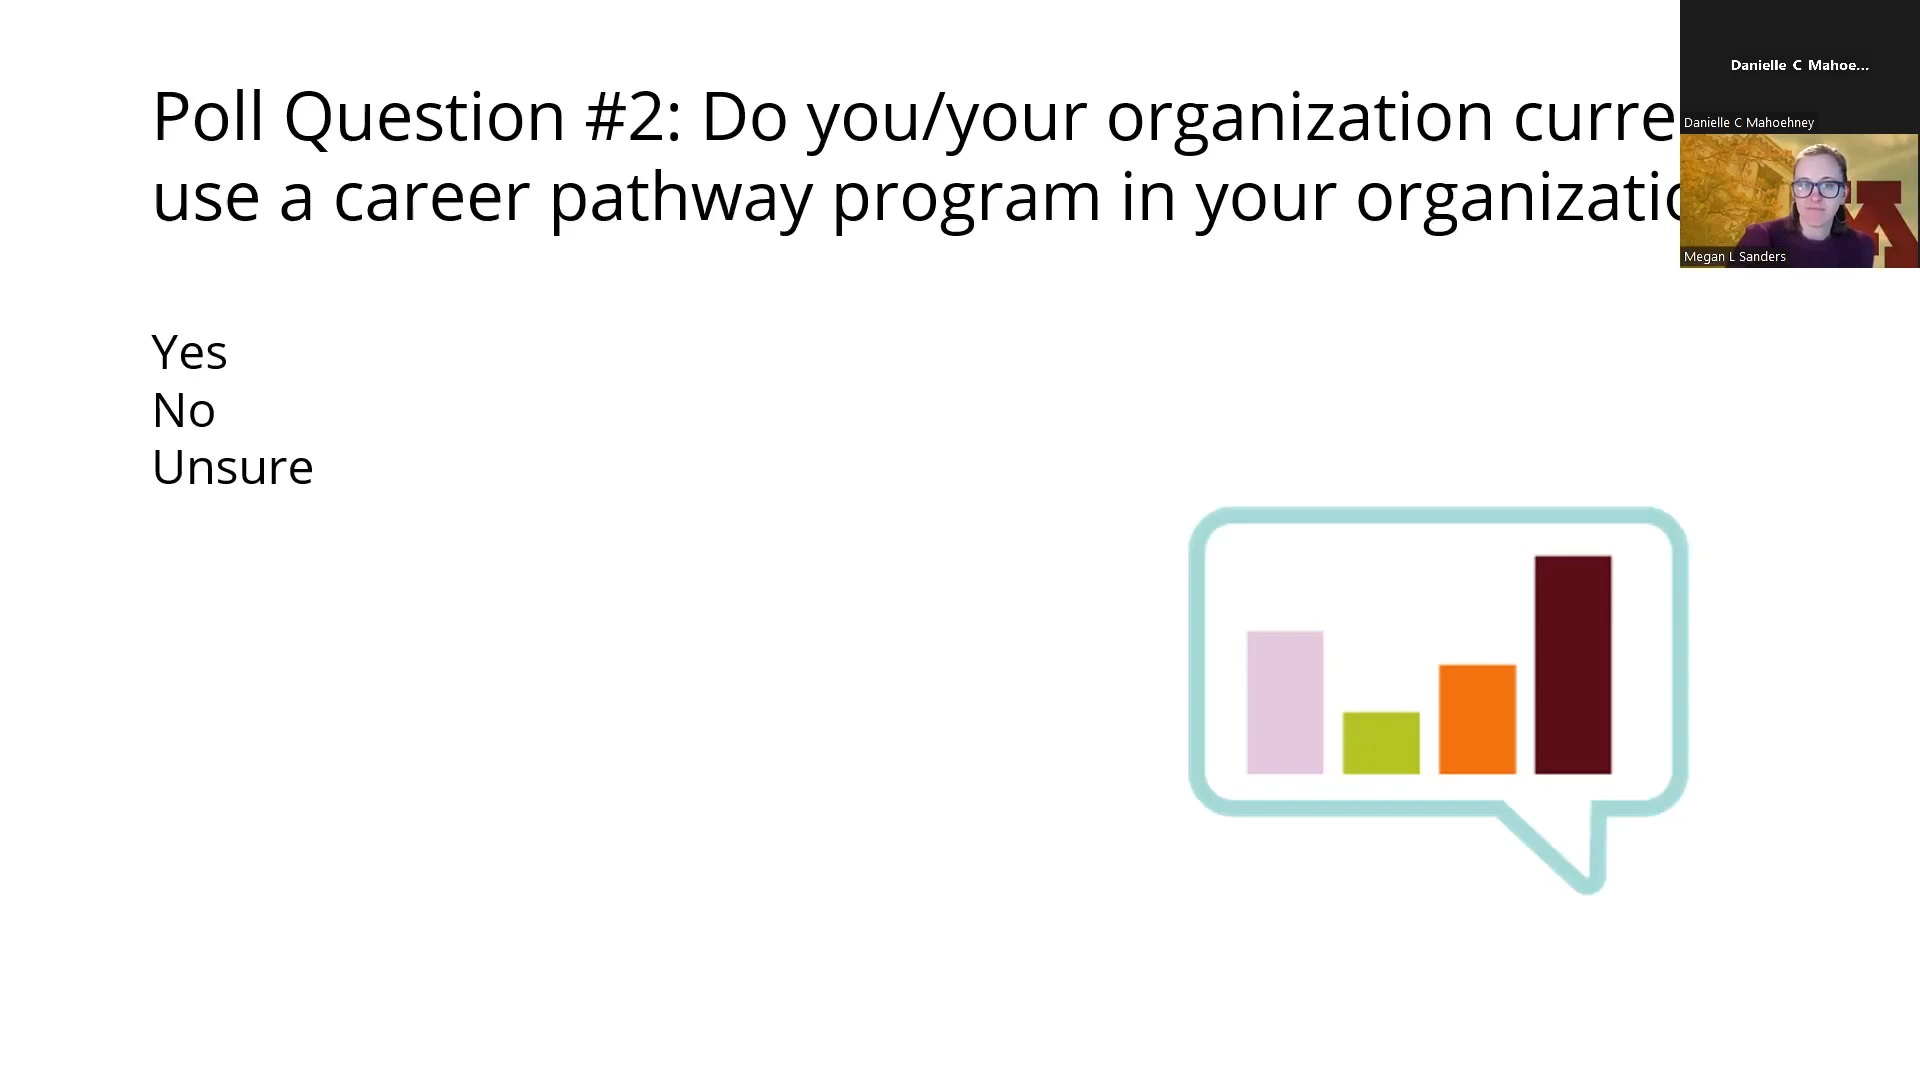 Poll Question #2: Do you/your organization curre
use a career pathway program in your organizatio
Yes
No
Unsure
Danielle C Mahoe...
Danielle C Mahoehney
Megan L Sanders